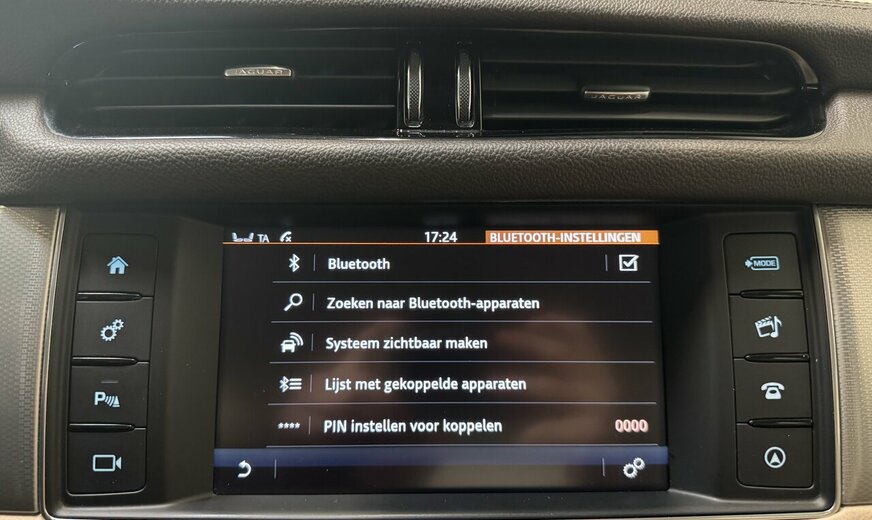 JAGUAR
JAGUAR
TA 17:24 BLUETOOTH-INSTELLINGEN
Bluetooth
Zoeken naar Bluetooth-apparaten
Systeem zichtbaar maken
Lijst met gekoppelde apparaten
**** PIN instellen voor koppelen 0000
MODE
P